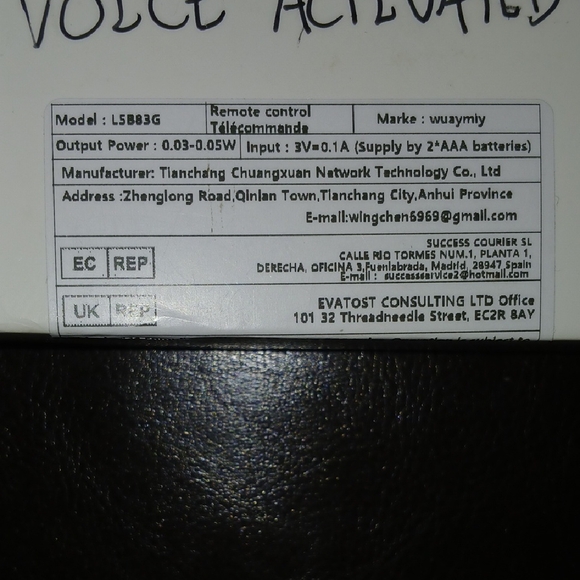 VOICE ACTIVATED
Model : L5B83G Remote control Marke : wuaymiy
Télécommande
Output Power : 0.03-0.05W Input : 3V=0.1A (Supply by 2*AAA batteries)
Manufacturer: Tianchang Chuangxuan Network Technology Co., Ltd
Address :Zhenglong Road,Qinlan Town,Tianchang City,Anhui Province
E-mail:wingchen6969@gmail.com
EC REP
SUCCESS COURIER SL
CALLE RIO TORMES NUM.1, PLANTA 1,
DERECHA, OFICINA 3,Fuenlabrada, Madrid, 28947 Spain
E-mail : successservice2@hotmail.com
UK REP
EVATOST CONSULTING LTD Office
101 32 Threadneedle Street, EC2R 8AY